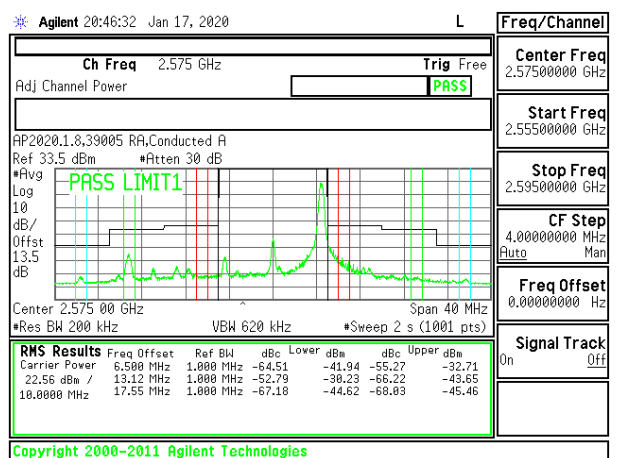 Agilent 20:46:32 Jan 17, 2020 L
Freq/Channel
Ch Freq 2.575 GHz Trig Free
Adj Channel Power PASS
AP2020.1.8,39005 RA,Conducted A
Ref 33.5 dBm #Atten 30 dB
#Avg
Log
10
dB/
Offst
13.5
dB
PASS LIMIT1
Center 2.575 00 GHz ^ Span 40 MHz
#Res BW 200 kHz VBW 620 kHz #Sweep 2 s (1001 pts)
RMS Results Freq Offset Ref BW dBc Lower dBm dBc Upper dBm
Carrier Power 6.500 MHz 1.000 MHz -64.51 -41.94 -55.27 -32.71
22.56 dBm / 13.12 MHz 1.000 MHz -52.79 -30.23 -66.22 -43.65
10.0000 MHz 17.55 MHz 1.000 MHz -67.18 -44.62 -68.03 -45.46
Center Freq
2.57500000 GHz
Start Freq
2.55500000 GHz
Stop Freq
2.59500000 GHz
CF Step
4.00000000 MHz
Auto Man
Freq Offset
0.00000000 Hz
Signal Track
On Off
Copyright 2000-2011 Agilent Technologies